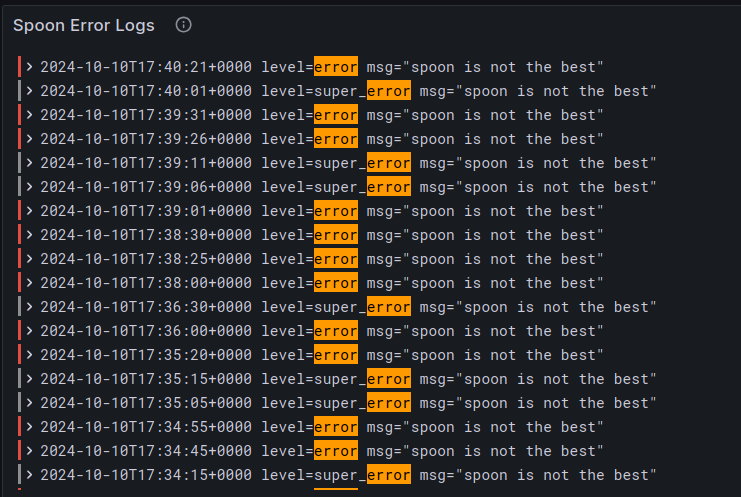 Spoon Error Logs
2024-10-10T17:40:21+0000 level=error msg="spoon is not the best"
2024-10-10T17:40:01+0000 level=super_error msg="spoon is not the best"
2024-10-10T17:39:31+0000 level=error msg="spoon is not the best"
2024-10-10T17:39:26+0000 level=error msg="spoon is not the best"
2024-10-10T17:39:11+0000 level=super_error msg="spoon is not the best"
2024-10-10T17:39:06+0000 level=super_error msg="spoon is not the best"
2024-10-10T17:39:01+0000 level=error msg="spoon is not the best"
2024-10-10T17:38:30+0000 level=error msg="spoon is not the best"
2024-10-10T17:38:25+0000 level=error msg="spoon is not the best"
2024-10-10T17:38:00+0000 level=error msg="spoon is not the best"
2024-10-10T17:36:30+0000 level=super_error msg="spoon is not the best"
2024-10-10T17:36:00+0000 level=error msg="spoon is not the best"
2024-10-10T17:35:20+0000 level=error msg="spoon is not the best"
2024-10-10T17:35:15+0000 level=super_error msg="spoon is not the best"
2024-10-10T17:35:05+0000 level=super_error msg="spoon is not the best"
2024-10-10T17:34:55+0000 level=error msg="spoon is not the best"
2024-10-10T17:34:45+0000 level=error msg="spoon is not the best"
2024-10-10T17:34:15+0000 level=super_error msg="spoon is not the best"